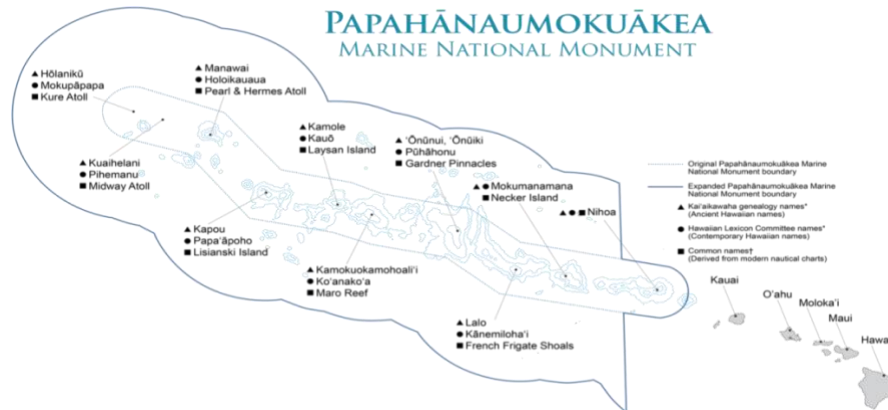 PAPAHĀNAUMOKUĀKEA
MARINE NATIONAL MONUMENT
▲ Hōlanikū
● Mokupāpapa
■ Kure Atoll
▲ Manawai
● Holoikauaua
■ Pearl & Hermes Atoll
▲ Kuaihelani
● Pihemanu
■ Midway Atoll
▲ Kamole
● Kauō
■ Laysan Island
▲ ʻŌnūnui, ʻŌnūiki
● Pūhāhonu
■ Gardner Pinnacles
▲ ● Mokumanamana
■ Necker Island
▲ ● ■ Nihoa
▲ Kapou
● Papaʻāpoho
■ Lisianski Island
▲ Kamokuokamohoaliʻi
● Koʻanakoʻa
■ Maro Reef
▲ Lalo
● Kānemilohaʻi
■ French Frigate Shoals
Original Papahānaumokuākea Marine
National Monument boundary
Expanded Papahānaumokuākea Marine
National Monument boundary
▲ Kaiʻaikawaha genealogy names*
(Ancient Hawaiian names)
● Hawaiian Lexicon Committee names*
(Contemporary Hawaiian names)
■ Common names†
(Derived from modern nautical charts)
Kauai
Oʻahu
Molokaʻi
Maui
Hawa